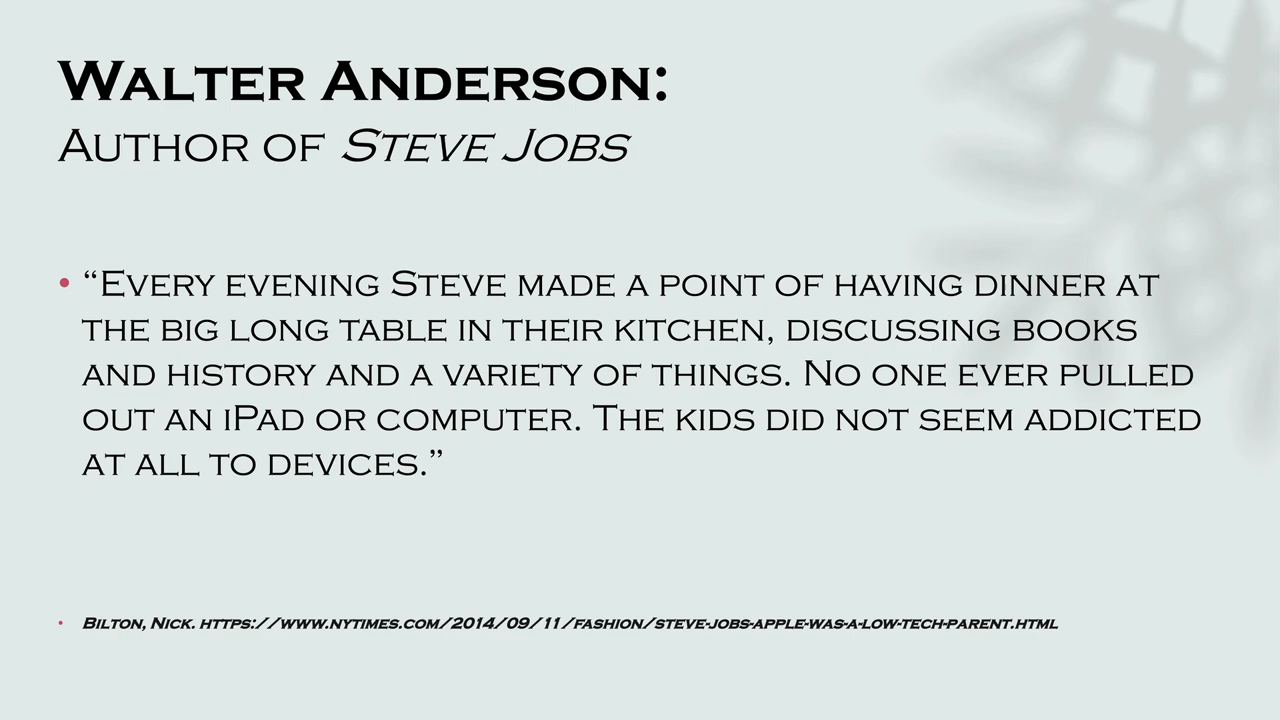 Walter Anderson:
Author of Steve Jobs
• “Every evening Steve made a point of having dinner at
the big long table in their kitchen, discussing books
and history and a variety of things. No one ever pulled
out an iPad or computer. The kids did not seem addicted
at all to devices.”
• Bilton, Nick. https://www.nytimes.com/2014/09/11/fashion/steve-jobs-apple-was-a-low-tech-parent.html